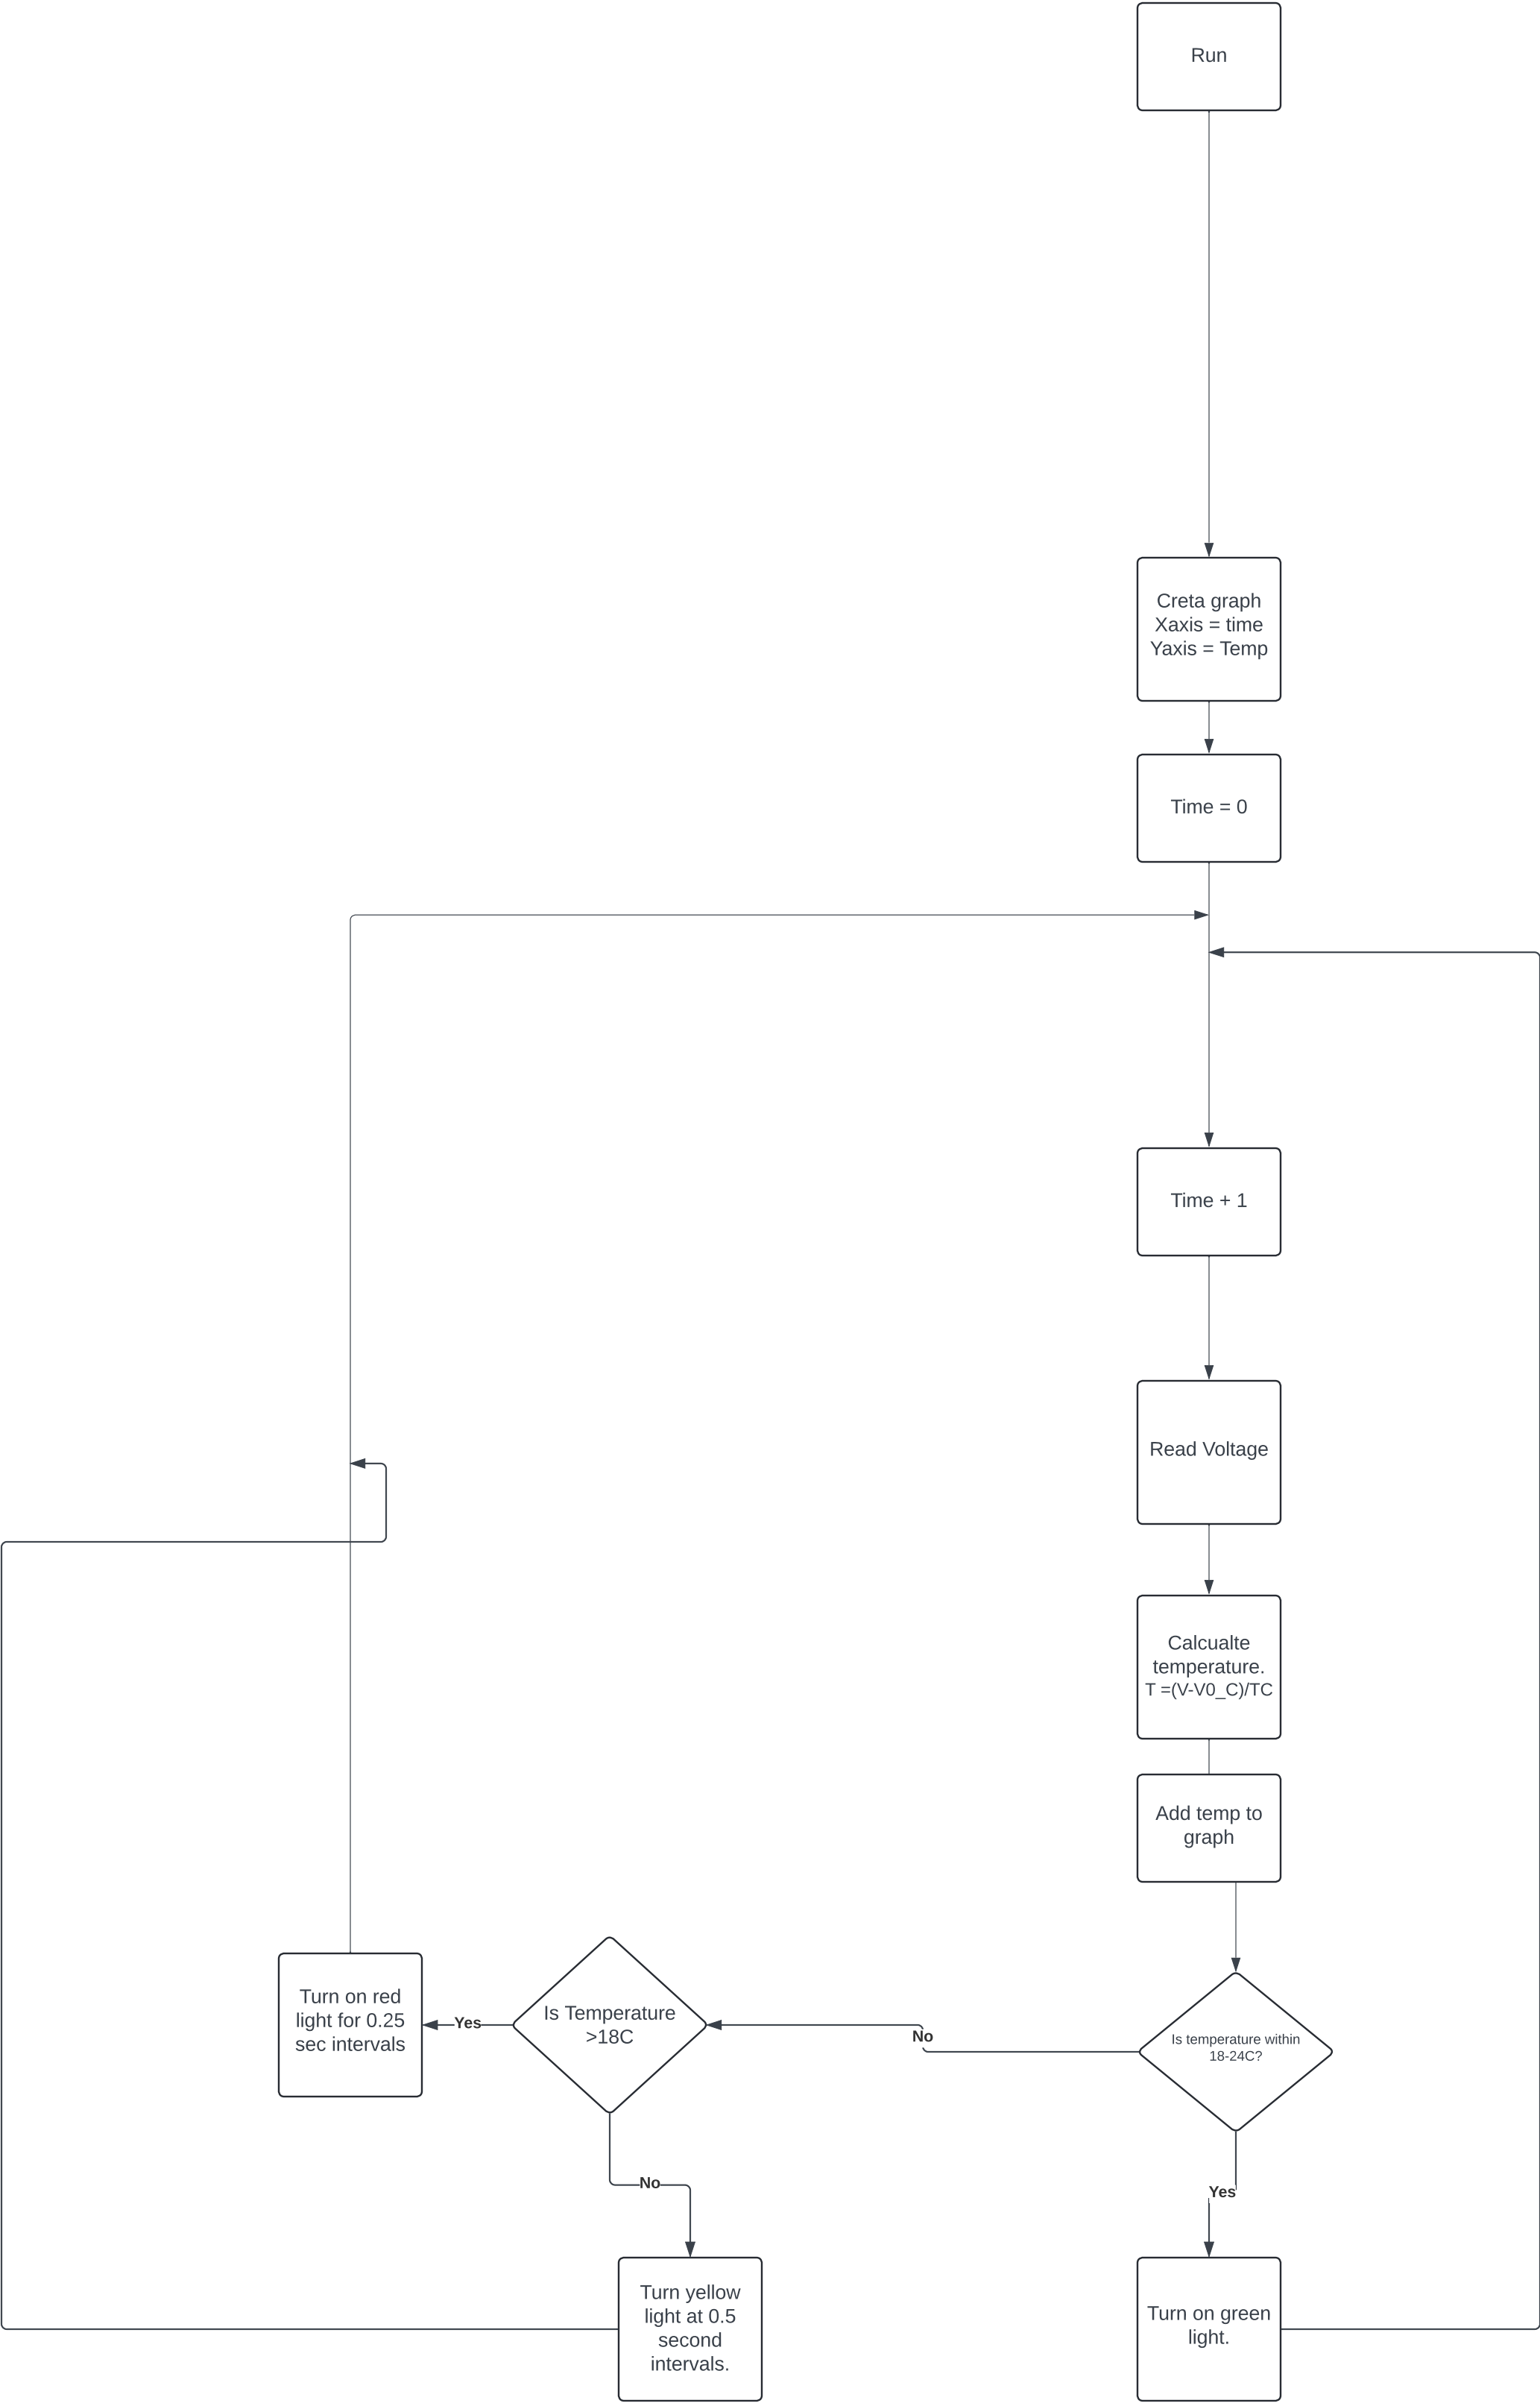 Run
Creta graph
Xaxis = time
Yaxis = Temp
Time = 0
Time + 1
Read Voltage
Calcualte
temperature.
T =(V-V0_C)/TC
Add temp to
graph
Is temperature within
18-24C?
No
Is Temperature
>18C
Yes
Turn on red
light for 0.25
sec intervals
No
Yes
Turn yellow
light at 0.5
second
intervals.
Turn on green
light.